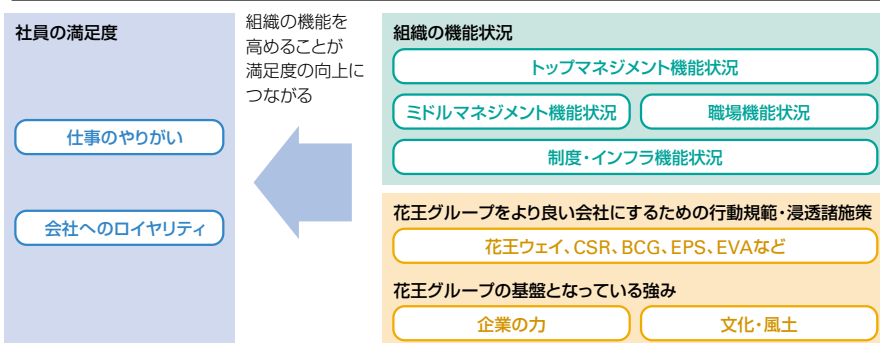 社員の満足度
仕事のやりがい
会社へのロイヤリティ
組織の機能を
高めることが
満足度の向上に
つながる
組織の機能状況
トップマネジメント機能状況
ミドルマネジメント機能状況
職場機能状況
制度・インフラ機能状況
花王グループをより良い会社にするための行動規範・浸透諸施策
花王ウェイ、CSR、BCG、EPS、EVAなど
花王グループの基盤となっている強み
企業の力
文化・風土